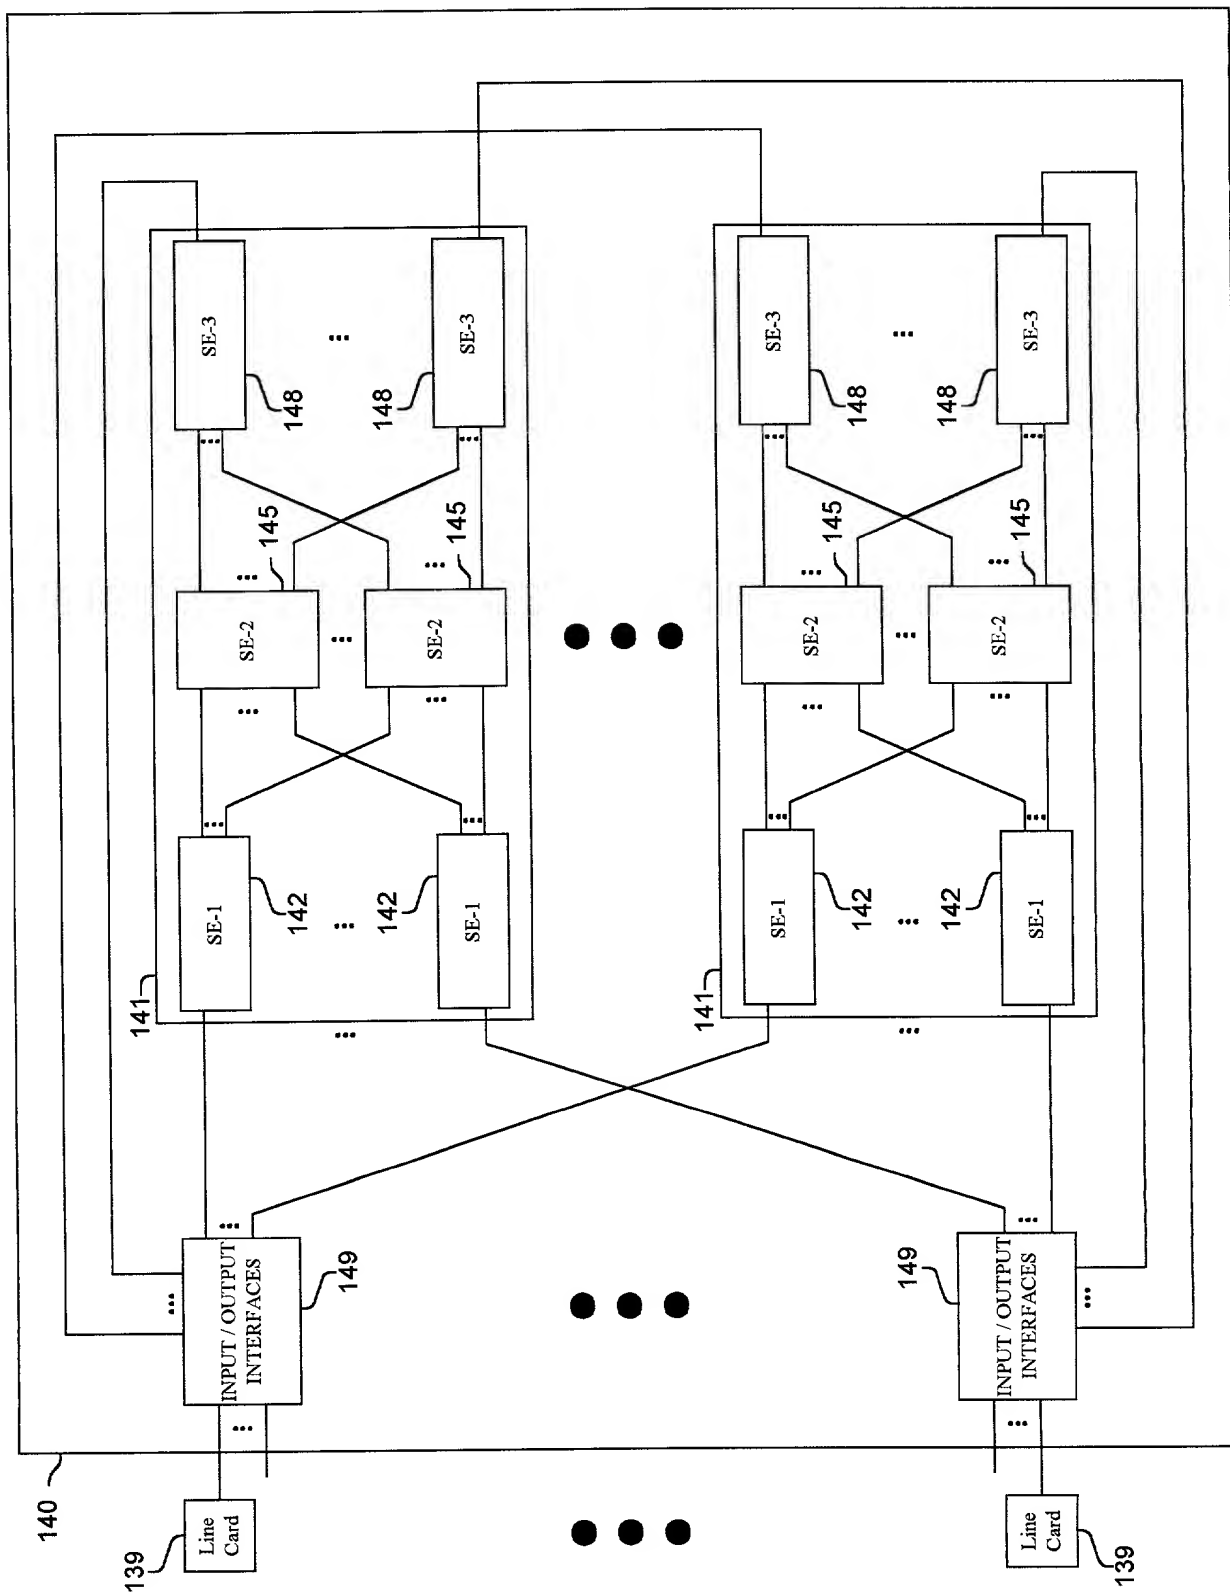 140
139
Line
Card
INPUT / OUTPUT
INTERFACES
149
141
SE-1
142
SE-2
145
SE-3
148
142
SE-1
SE-2
145
148
SE-3
141
SE-1
142
SE-2
145
SE-3
148
142
SE-1
SE-2
145
148
SE-3
149
INPUT / OUTPUT
INTERFACES
Line
Card
139